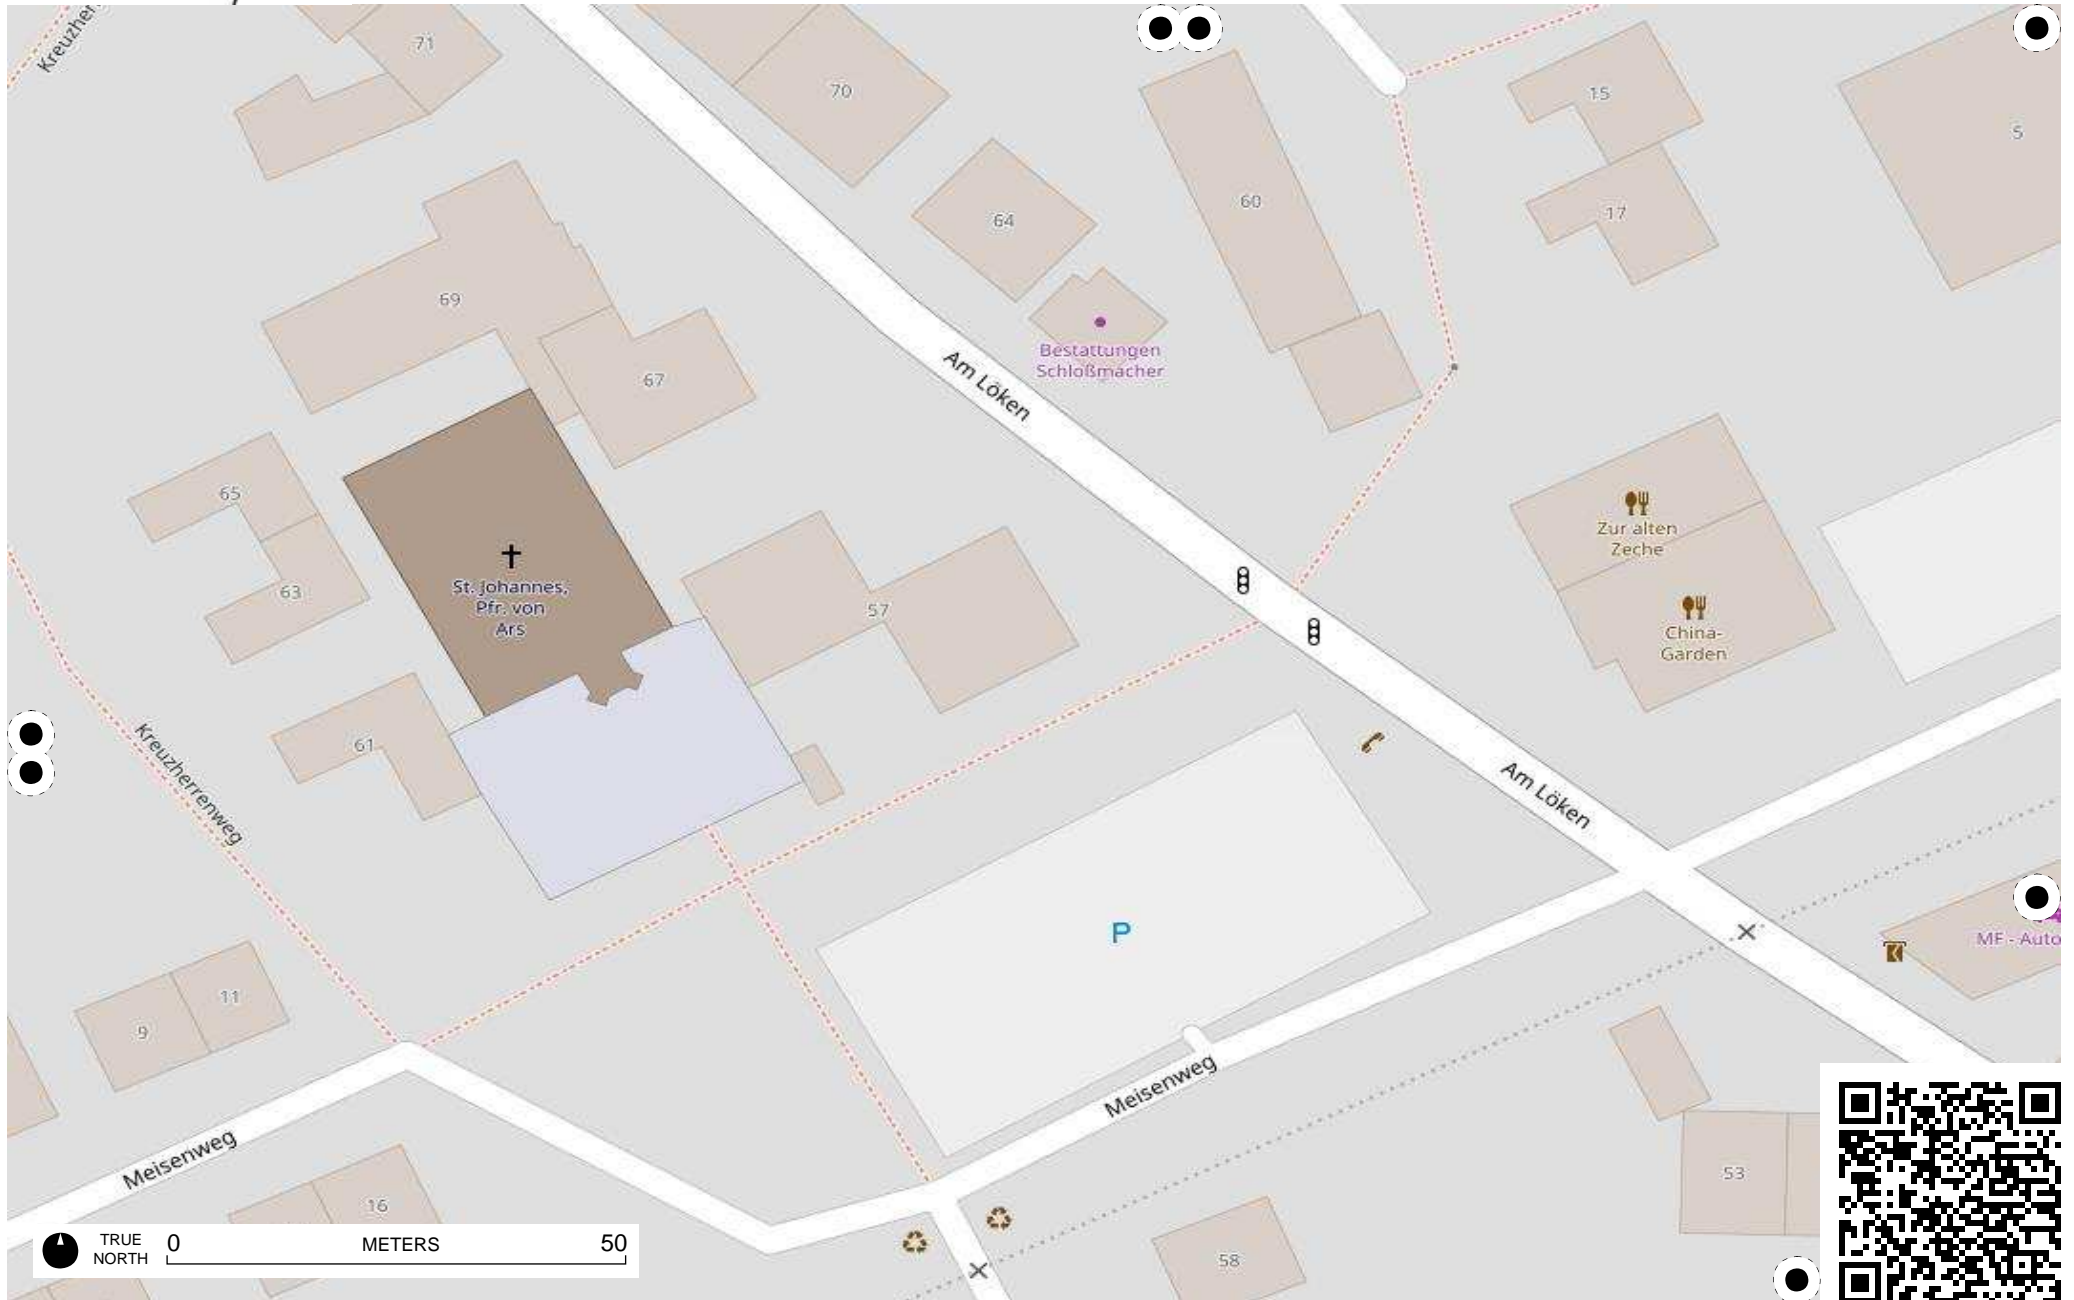 71
70
15
5
64
60
17
69
67
Bestattungen
Schloßmacher
Am Löken
65
63
St. Johannes,
Pfr. von
Ars
57
Zur alten
Zeche
China-
Garden
61
Kreuzherrenweg
Am Löken
P
MF - Auto
9
11
Meisenweg
Meisenweg
16
53
58
TRUE
NORTH
0
METERS
50